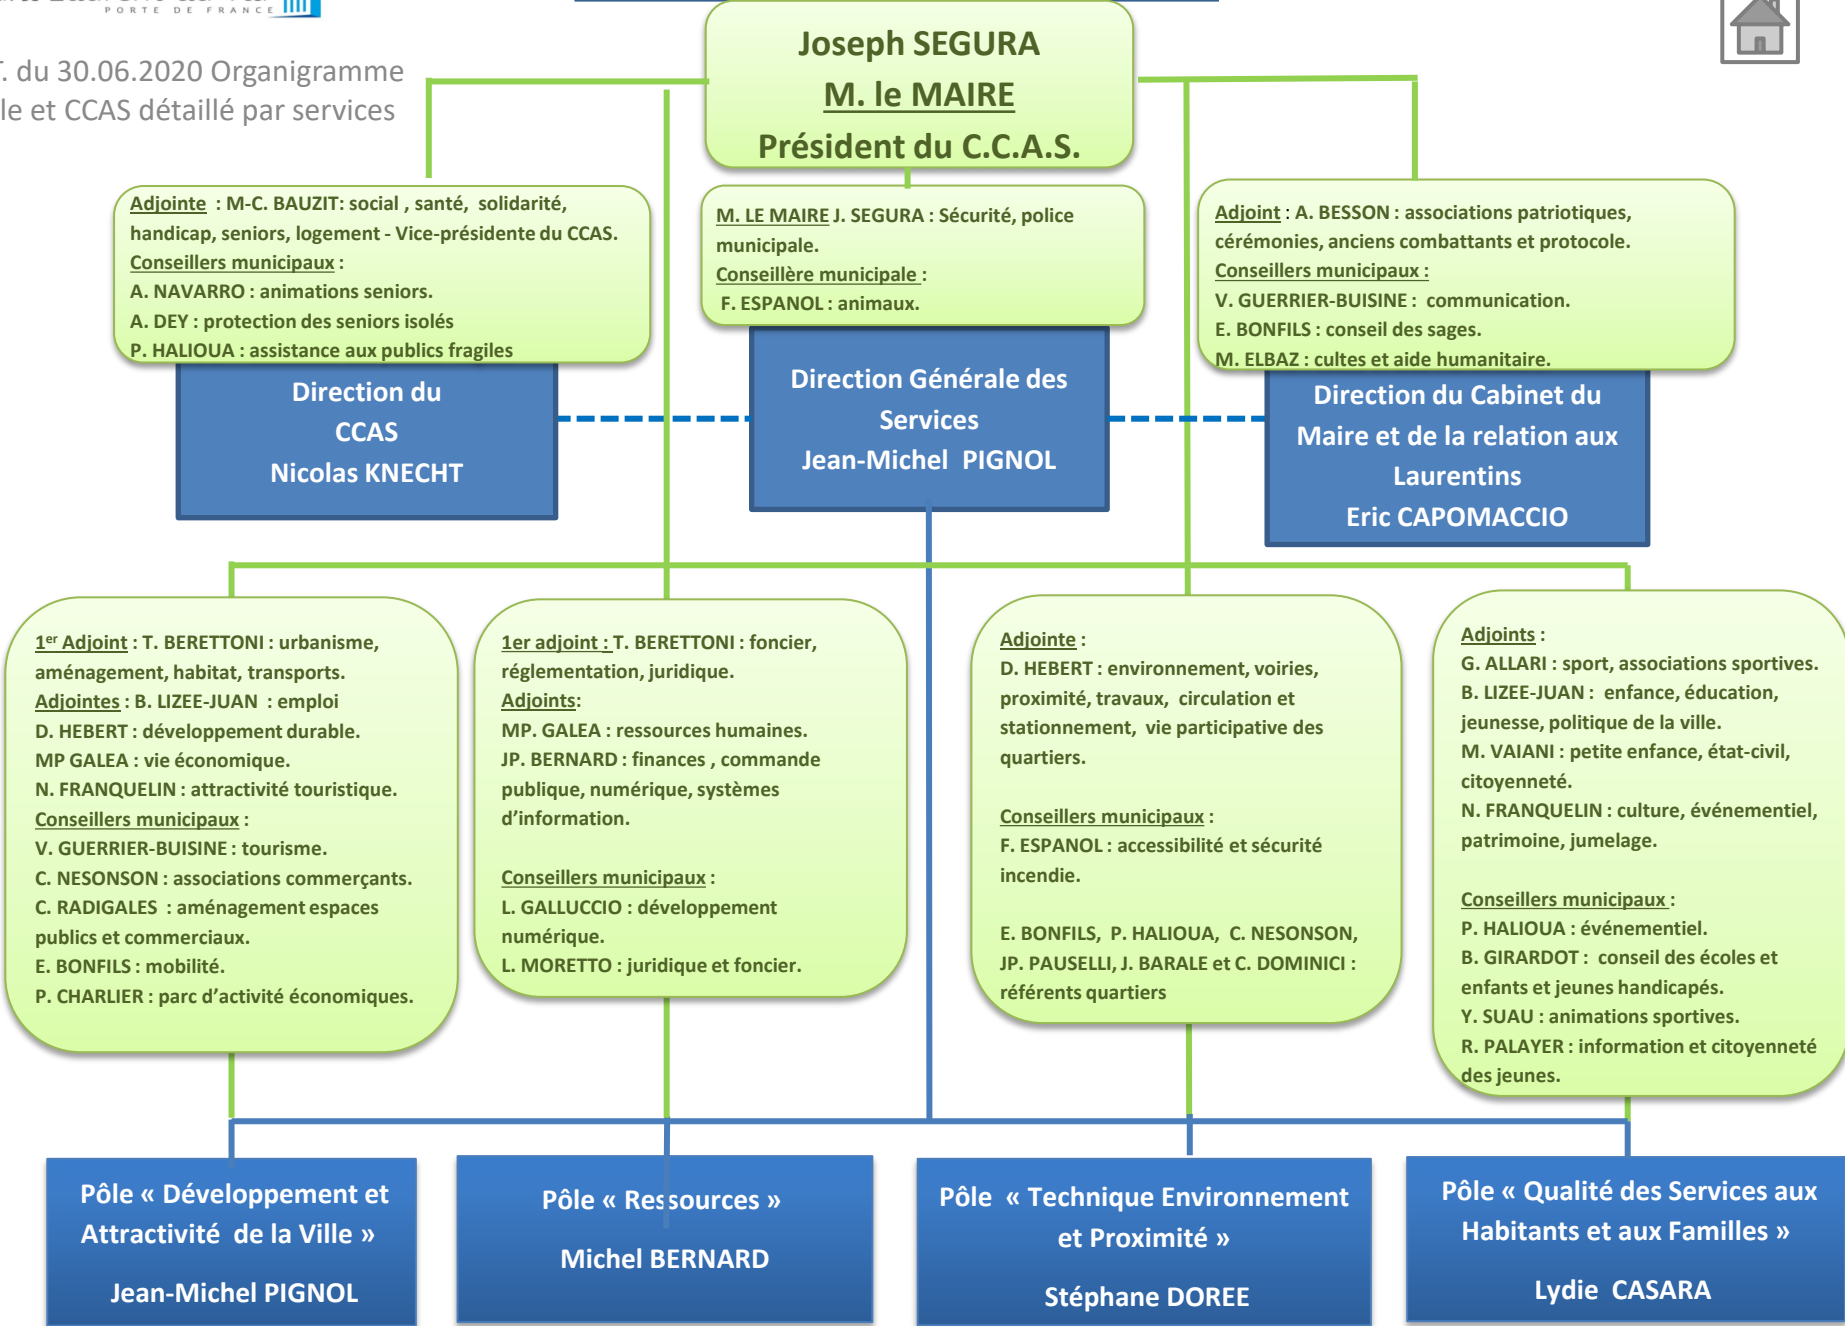 PORTE DE FRANCE
T. du 30.06.2020 Organigramme
le et CCAS détaillé par services
Joseph SEGURA
M. le MAIRE
Président du C.C.A.S.
Adjointe : M-C. BAUZIT: social , santé, solidarité,
handicap, seniors, logement - Vice-présidente du CCAS.
Conseillers municipaux :
A. NAVARRO : animations seniors.
A. DEY : protection des seniors isolés
P. HALIOUA : assistance aux publics fragiles
M. LE MAIRE J. SEGURA : Sécurité, police
municipale.
Conseillère municipale :
F. ESPANOL : animaux.
Adjoint : A. BESSON : associations patriotiques,
cérémonies, anciens combattants et protocole.
Conseillers municipaux :
V. GUERRIER-BUISINE : communication.
E. BONFILS : conseil des sages.
M. ELBAZ : cultes et aide humanitaire.
Direction du
CCAS
Nicolas KNECHT
Direction Générale des
Services
Jean-Michel PIGNOL
Direction du Cabinet du
Maire et de la relation aux
Laurentins
Eric CAPOMACCIO
1er Adjoint : T. BERETTONI : urbanisme,
aménagement, habitat, transports.
Adjointes : B. LIZEE-JUAN : emploi
D. HEBERT : développement durable.
MP GALEA : vie économique.
N. FRANQUELIN : attractivité touristique.
Conseillers municipaux :
V. GUERRIER-BUISINE : tourisme.
C. NESONSON : associations commerçants.
C. RADIGALES : aménagement espaces
publics et commerciaux.
E. BONFILS : mobilité.
P. CHARLIER : parc d'activité économiques.
1er adjoint : T. BERETTONI : foncier,
réglementation, juridique.
Adjoints:
MP. GALEA : ressources humaines.
JP. BERNARD : finances , commande
publique, numérique, systèmes
d'information.
Conseillers municipaux :
L. GALLUCCIO : développement
numérique.
L. MORETTO : juridique et foncier.
Adjointe :
D. HEBERT : environnement, voiries,
proximité, travaux, circulation et
stationnement, vie participative des
quartiers.
Conseillers municipaux :
F. ESPANOL : accessibilité et sécurité
incendie.
E. BONFILS, P. HALIOUA, C. NESONSON,
JP. PAUSELLI, J. BARALE et C. DOMINICI :
référents quartiers
Adjoints :
G. ALLARI : sport, associations sportives.
B. LIZEE-JUAN : enfance, éducation,
jeunesse, politique de la ville.
M. VAIANI : petite enfance, état-civil,
citoyenneté.
N. FRANQUELIN : culture, événementiel,
patrimoine, jumelage.
Conseillers municipaux :
P. HALIOUA : événementiel.
B. GIRARDOT : conseil des écoles et
enfants et jeunes handicapés.
Y. SUAU : animations sportives.
R. PALAYER : information et citoyenneté
des jeunes.
Pôle « Développement et
Attractivité de la Ville »
Jean-Michel PIGNOL
Pôle « Ressources »
Michel BERNARD
Pôle « Technique Environnement
et Proximité »
Stéphane DOREE
Pôle « Qualité des Services aux
Habitants et aux Familles »
Lydie CASARA